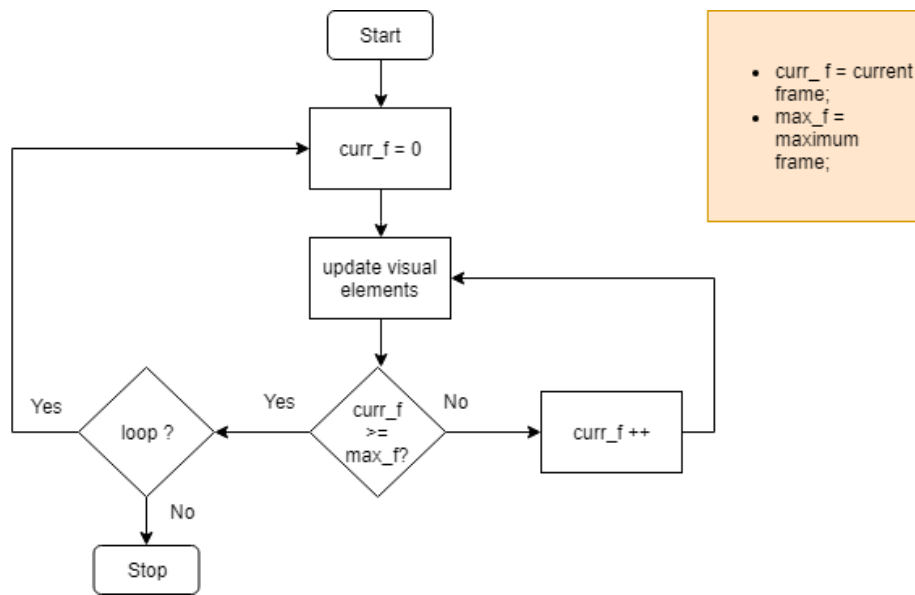 Start
curr_f = 0
update visual
elements
curr_f
>=
max_f?
Yes
No
curr_f ++
loop ?
Yes
No
Stop
• curr_ f = current
frame;
• max_f =
maximum
frame;